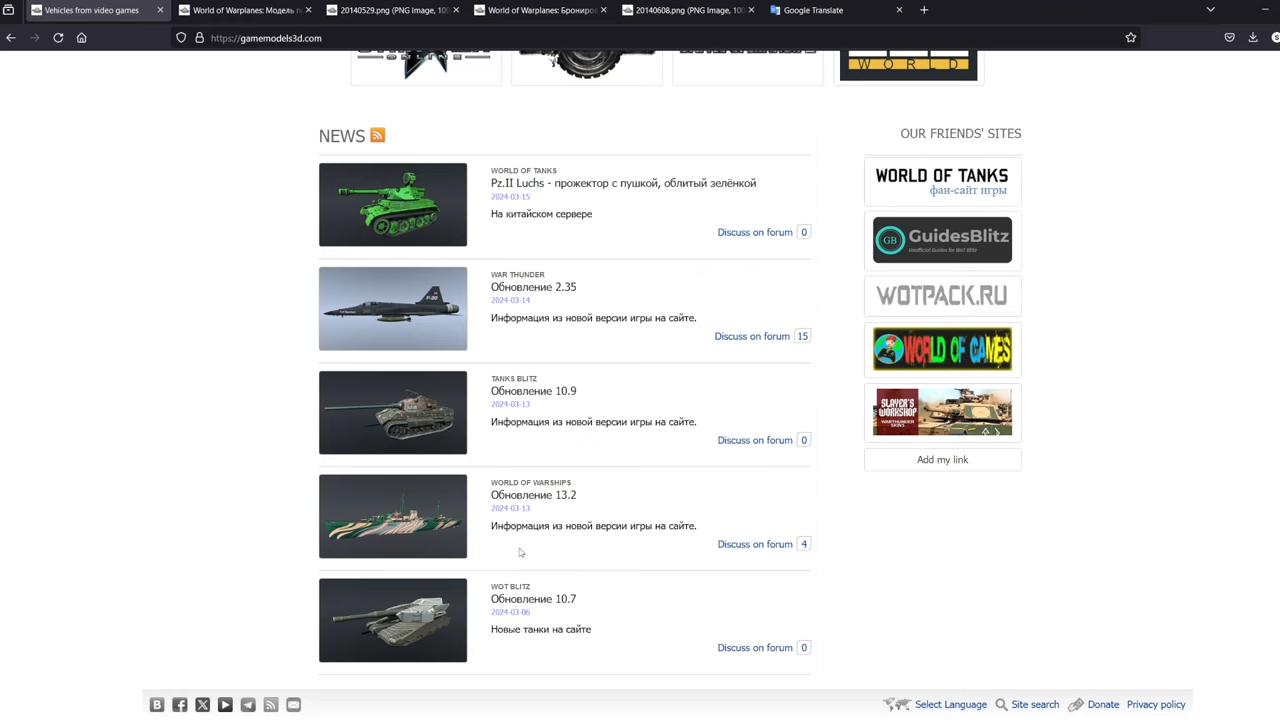 Vehicles from video games
World of Warplanes: Модель п
20140529.png (PNG Image, 100
World of Warplanes: Брониров
20140608.png (PNG Image, 100
Google Translate
https://gamemodels3d.com
WORLD
NEWS
WORLD OF TANKS
Pz.II Luchs - прожектор с пушкой, облитый зелёнкой
2024-03-15
На китайском сервере
Discuss on forum 0
WAR THUNDER
Обновление 2.35
2024-03-14
Информация из новой версии игры на сайте.
Discuss on forum 15
TANKS BLITZ
Обновление 10.9
2024-03-13
Информация из новой версии игры на сайте.
Discuss on forum 0
WORLD OF WARSHIPS
Обновление 13.2
2024-03-13
Информация из новой версии игры на сайте.
Discuss on forum 4
WOT BLITZ
Обновление 10.7
2024-03-06
Новые танки на сайте
Discuss on forum 0
OUR FRIENDS' SITES
WORLD OF TANKS
фан-сайт игры
GB GuidesBlitz
Unofficial Guides for WoT Blitz
WOTPACK.RU
WORLD OF GAMES
SLAYER'S
WORKSHOP
WARTHUNDER
SKINS
Add my link
Select Language
Site search
Donate
Privacy policy